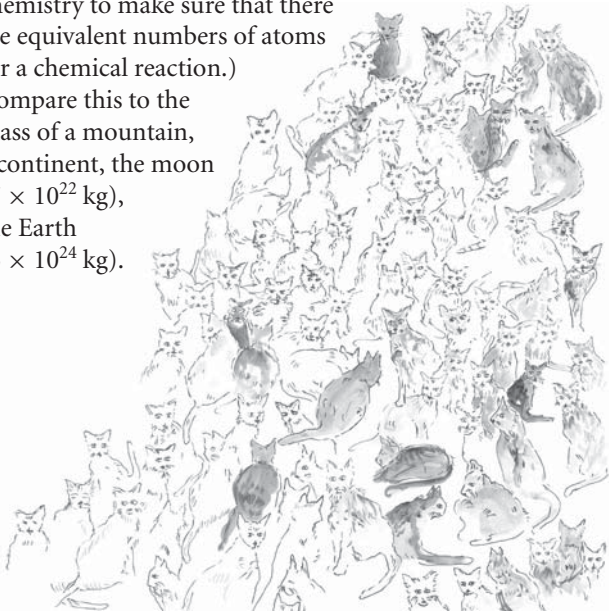 hemistry to make sure that there
e equivalent numbers of atoms
r a chemical reaction.)
ompare this to the
ass of a mountain,
continent, the moon
× 10²² kg),
e Earth
× 10²⁴ kg).